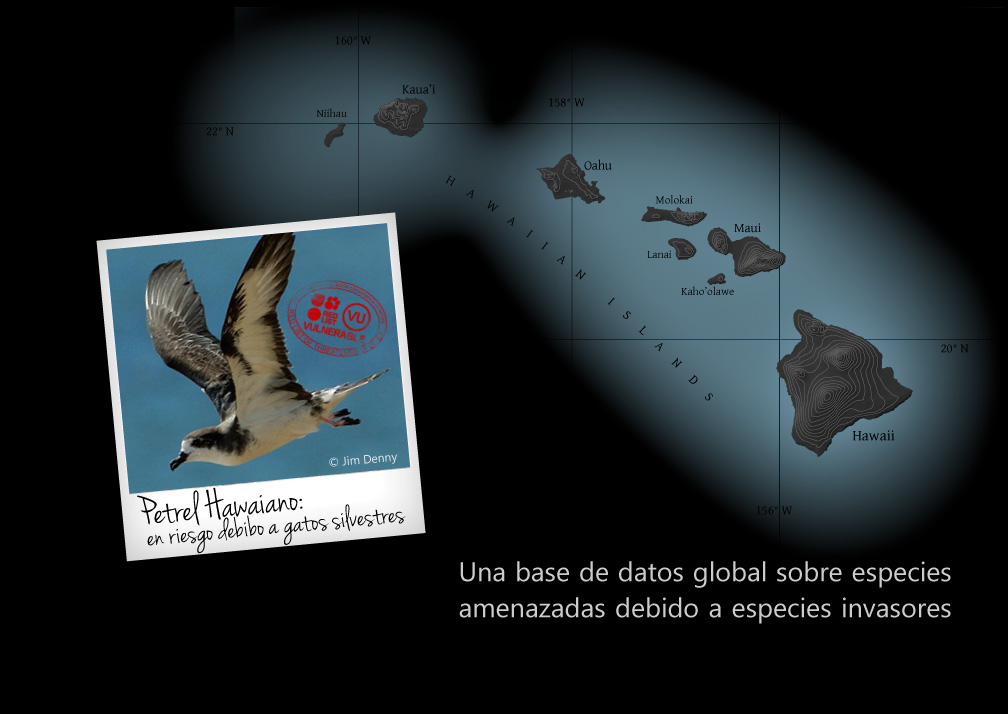 160° W
Kaua'i
158° W
Niihau
22° N
Oahu
HAWAIIAN ISLANDS
Molokai
Maui
Lanai
Kaho'olawe
20° N
Hawaii
156° W
RED
LIST
VU
VULNERABLE
© Jim Denny
Petrel Hawaiano:
en riesgo debibo a gatos silvestres
Una base de datos global sobre especies
amenazadas debido a especies invasores